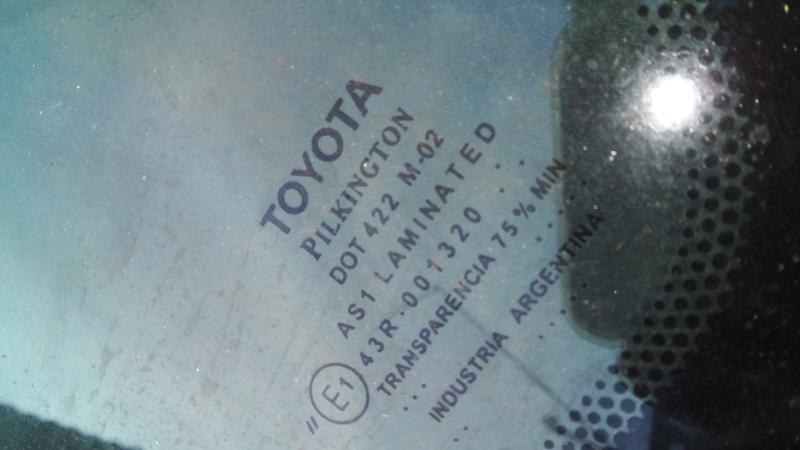 TOYOTA
PILKINGTON
DOT 422 M-02
AS1 LAMINATED
E1 43R-001320
TRANSPARENCIA 75% MIN
INDUSTRIA ARGENTINA